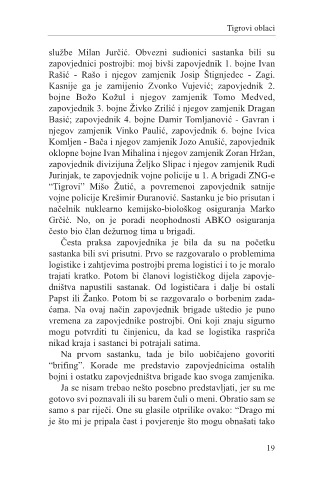 Tigrovi oblaci
službe Milan Jurčić. Obvezni sudionici sastanka bili su
zapovjednici postrojbi: moj bivši zapovjednik 1. bojne Ivan
Rašić - Rašo i njegov zamjenik Josip Štignjedec - Zagi.
Kasnije ga je zamijenio Zvonko Vujević; zapovjednik 2.
bojne Božo Kožul i njegov zamjenik Tomo Medved,
zapovjednik 3. bojne Živko Zrilić i njegov zamjenik Dragan
Basić; zapovjednik 4. bojne Damir Tomljanović - Gavran i
njegov zamjenik Vinko Paulić, zapovjednik 6. bojne Ivica
Komljen - Bača i njegov zamjenik Jozo Anušić, zapovjednik
oklopne bojne Ivan Mihalina i njegov zamjenik Zoran Hržan,
zapovjednik divizijuna Željko Slipac i njegov zamjenik Rudi
Jurinjak, te zapovjednik vojne policije u 1. A brigadi ZNG-e
“Tigrovi” Mišo Žutić, a povremenoi zapovjednik satnije
vojne policije Krešimir Đuranović. Sastanku je bio prisutan i
načelnik nuklearno kemijsko-biološkog osiguranja Marko
Grčić. No, on je po poradi neophodnosti ABKO osiguranja
često bio član dežurnog tima u brigadi.
Česta praksa zapovjednika je bila da su na početku
sastanka bili svi prisutni. Prvo se razgovaralo o problemima
logistike i zahtjevima postrojbi prema logistici i to je moralo
trajati kratko. Potom bi članovi logističkog dijela zapovje-
dništva napustili sastanak. Od logističara i dalje bi ostali
Papst ili Žanko. Potom bi se razgovaralo o borbenim zada-
ćama. Na ovaj način zapovjednik brigade uštedio je puno
vremena za zapovjednike postrojbi. Oni koji znaju sigurno
mogu potvrditi tu činjenicu, da kad se logistika raspriča
nikad kraja i sastanci bi potrajali satima.
Na prvom sastanku, tada je bilo uobičajeno govoriti
“brifing”. Korade me predstavio zapovjednicima ostalih
bojni i ostatku zapovjedništva brigade kao svoga zamjenika.
Ja se nisam trebao nešto posebno predstavljati, jer su me
gotovo svi poznavali ili su barem čuli o meni. Obratio sam se
samo s par riječi. One su glasile otprilike ovako: “Drago mi
je što mi je pripala čast i povjerenje što mogu obnašati tako
19